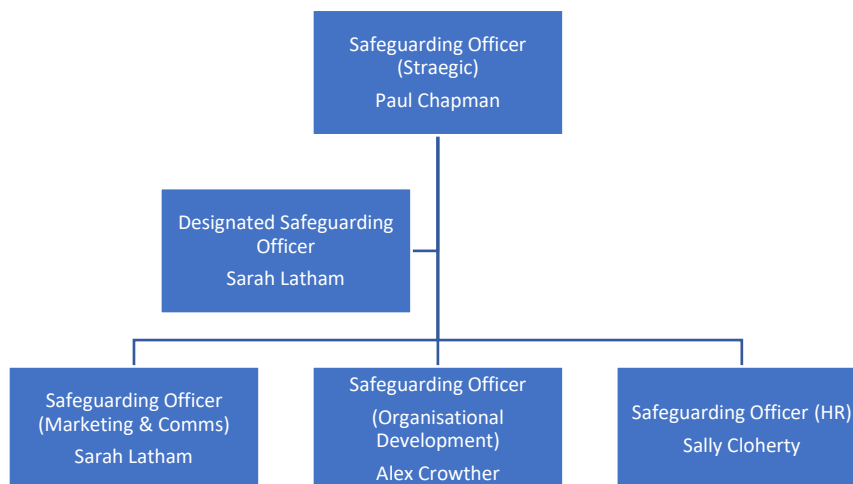 Safeguarding Officer
(Straegic)
Paul Chapman
Designated Safeguarding
Officer
Sarah Latham
Safeguarding Officer
(Marketing & Comms)
Sarah Latham
Safeguarding Officer
(Organisational
Development)
Alex Crowther
Safeguarding Officer (HR)
Sally Cloherty